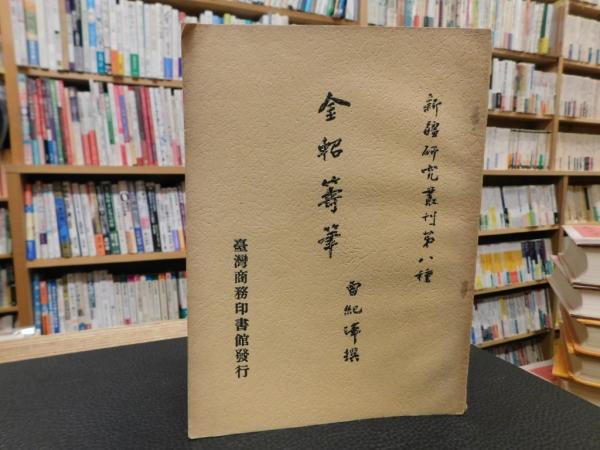 新疆研究叢刊第八種
金軺籌筆
曾紀澤撰
臺灣商務印書館發行